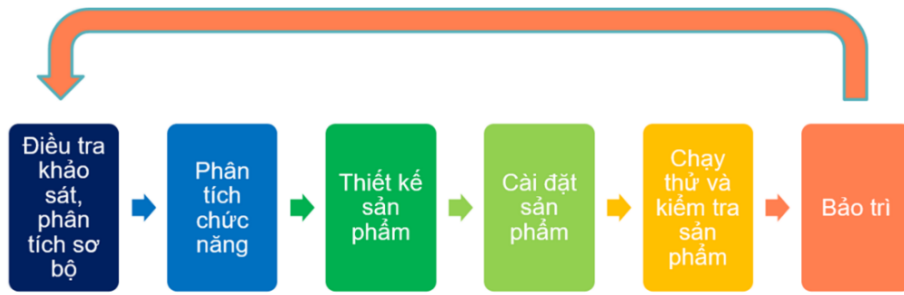 Điều tra
khảo
sát,
phân
tích sơ
bộ
Phân
tích
chức
năng
Thiết kế
sản
phẩm
Cài đặt
sản
phẩm
Chạy
thử và
kiểm tra
sản
phẩm
Bảo trì